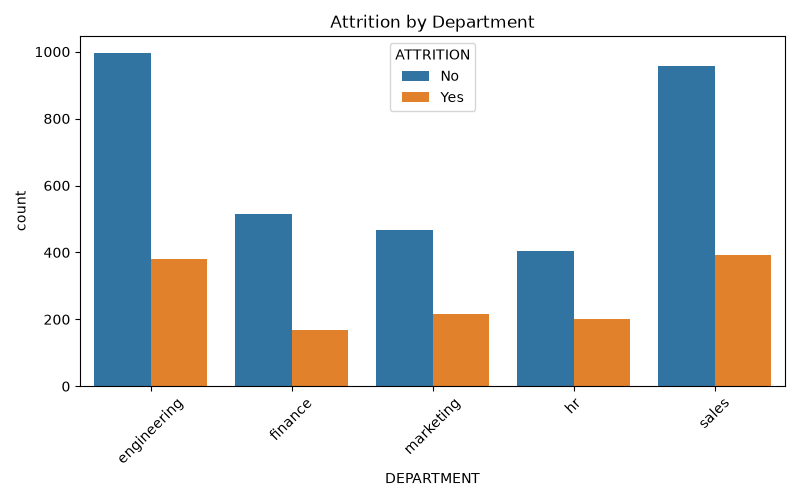 Attrition by Department
ATTRITION
No
Yes
count
1000
800
600
400
200
0
engineering
finance
marketing
hr
sales
DEPARTMENT